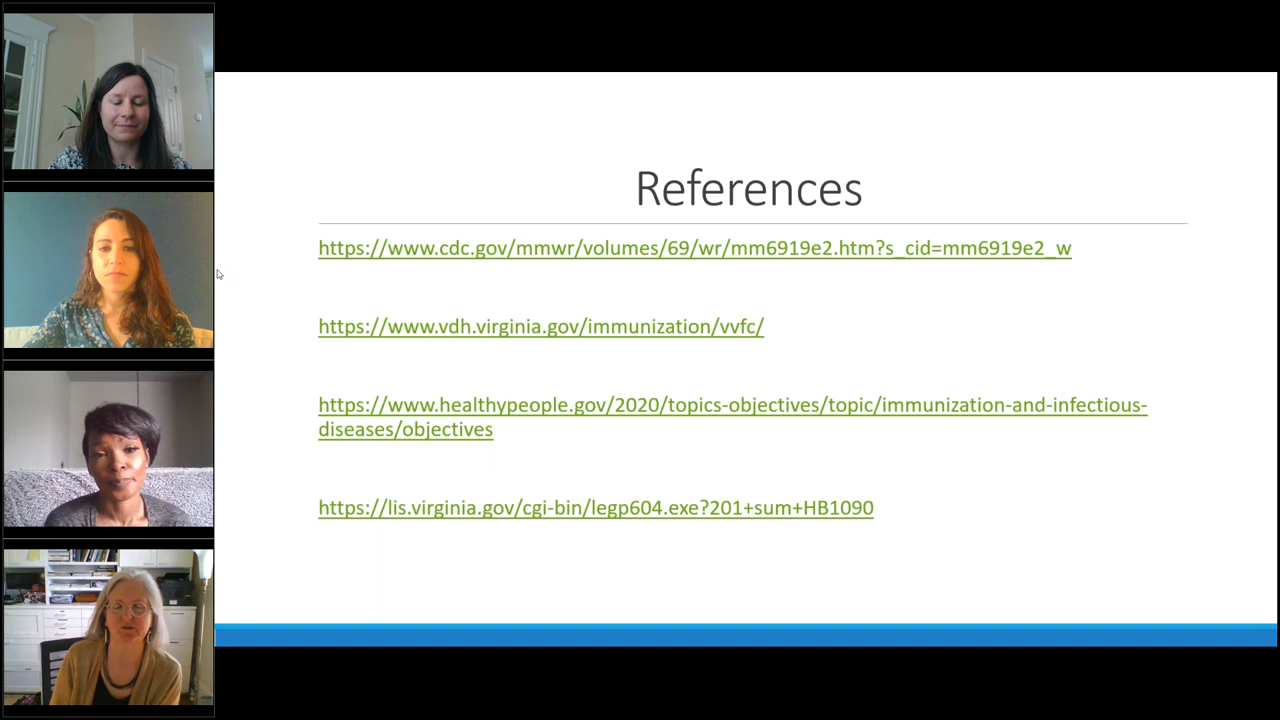 References
https://www.cdc.gov/mmwr/volumes/69/wr/mm6919e2.htm?s_cid=mm6919e2_w
https://www.vdh.virginia.gov/immunization/vvfc/
https://www.healthypeople.gov/2020/topics-objectives/topic/immunization-and-infectious-
diseases/objectives
https://lis.virginia.gov/cgi-bin/legp604.exe?201+sum+HB1090